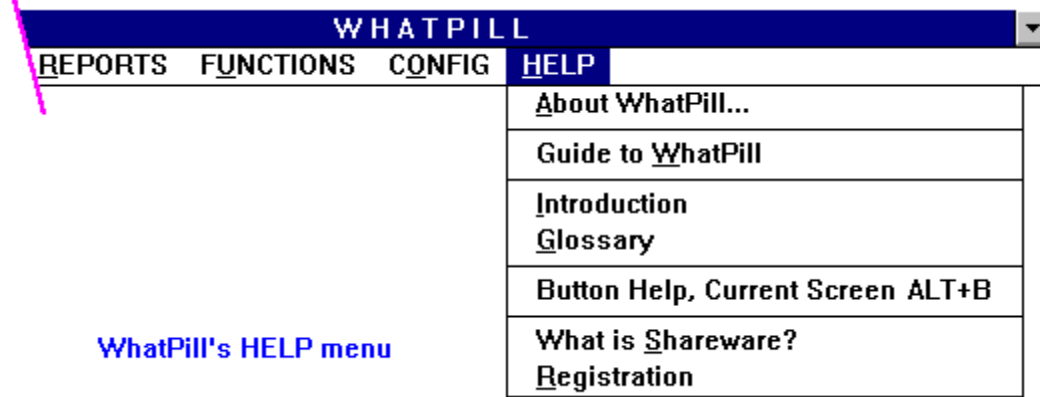 WHATPILL
REPORTS FUNCTIONS CONFIG HELP
About WhatPill...
Guide to WhatPill
Introduction
Glossary
Button Help, Current Screen ALT+B
What is Shareware?
Registration
WhatPill's HELP menu